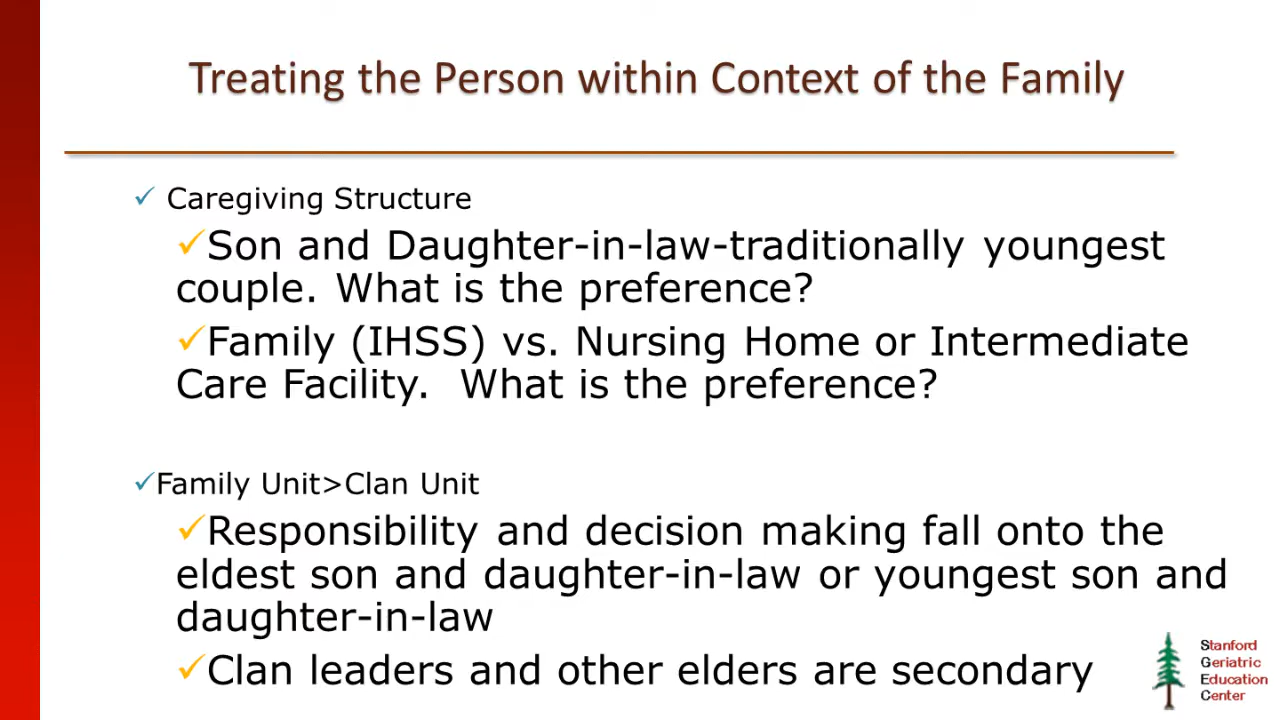 Treating the Person within Context of the Family
✓ Caregiving Structure
✓Son and Daughter-in-law-traditionally youngest
couple. What is the preference?
✓Family (IHSS) vs. Nursing Home or Intermediate
Care Facility.  What is the preference?
✓Family Unit>Clan Unit
✓Responsibility and decision making fall onto the
eldest son and daughter-in-law or youngest son and
daughter-in-law
✓Clan leaders and other elders are secondary
Stanford
Geriatric
Education
Center